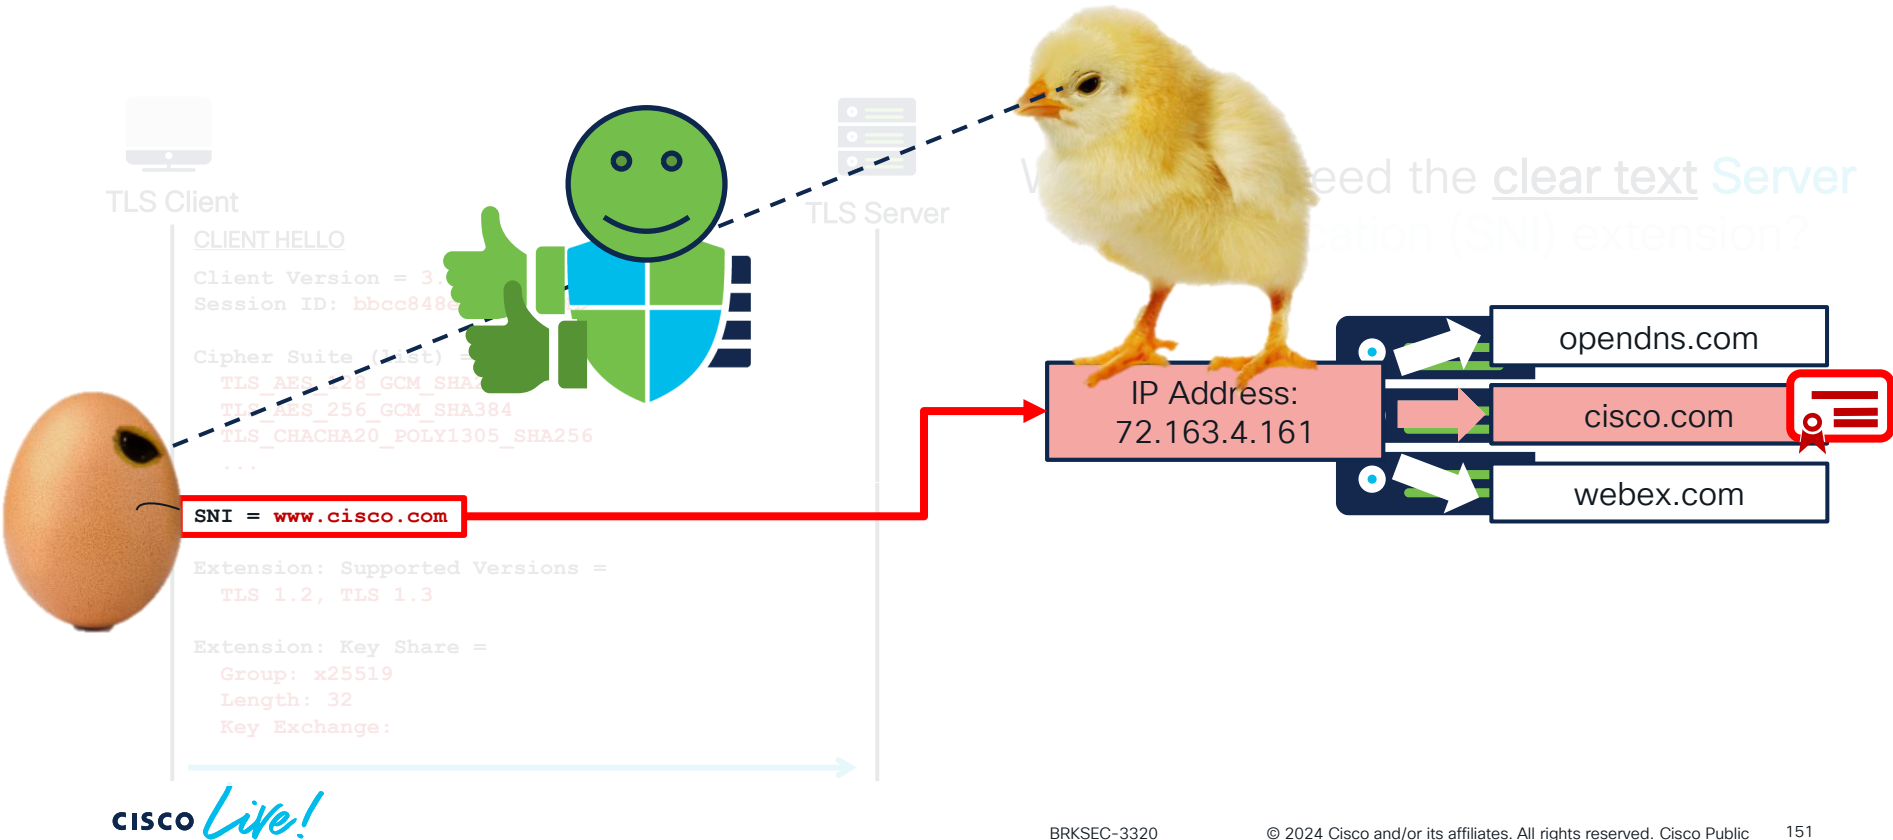 TLS Client
TLS Server
eed the clear text Server
cation (SNI) extension?
CLIENT HELLO
Client Version = 3.
Session ID: bbcc848
Cipher Suite (list) =
TLS_AES_128_GCM_SHA2
TLS_AES_256_GCM_SHA384
TLS_CHACHA20_POLY1305_SHA256
...
SNI = www.cisco.com
Extension: Supported Versions =
TLS 1.2, TLS 1.3
Extension: Key Share =
Group: x25519
Length: 32
Key Exchange:
IP Address:
72.163.4.161
opendns.com
cisco.com
webex.com
CISCO Live!
BRKSEC-3320
© 2024 Cisco and/or its affiliates. All rights reserved. Cisco Public
151